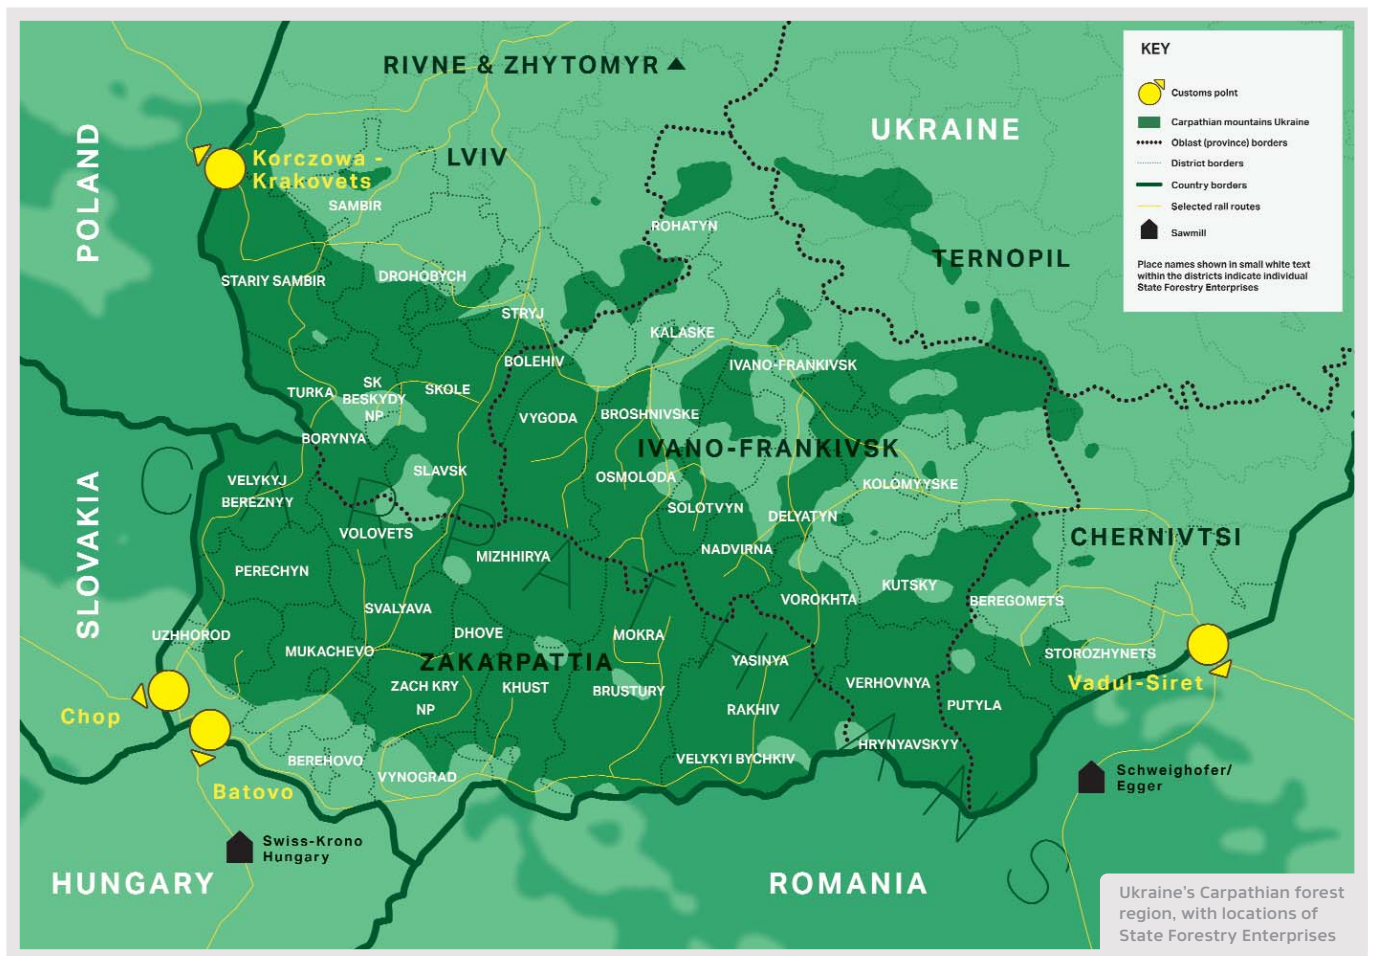 RIVNE & ZHYTOMYR
KEY
Customs point
Carpathian mountains Ukraine
Oblast (province) borders
District borders
Country borders
Selected rail routes
Sawmill
Place names shown in small white text
within the districts indicate individual
State Forestry Enterprises
UKRAINE
POLAND
LVIV
Korczowa -
Krakovets
SAMBIR
ROHATYN
TERNOPIL
STARIY SAMBIR
DROHOBYCH
STRYJ
KALASKE
BOLEHIV
IVANO-FRANKIVSK
TURKA
SK
BESKYDY
NP
SKOLE
VYGODA
BROSHNIVSKE
BORYNYA
IVANO-FRANKIVSK
SLAVSK
OSMOLODA
KOLOMYYSKE
VELYKYJ
BEREZNYY
SOLOTVYN
DELYATYN
SLOVAKIA
VOLOVETS
CHERNIVTSI
MIZHHIRYA
NADVIRNA
PERECHYN
KUTSKY
VOROKHTA
BEREGOMETS
SVALYAVA
UZHHOROD
DHOVE
MOKRA
MUKACHEVO
STOROZHYNETS
ZAKARPATTIA
YASINYA
Vadul-Siret
ZACH KRY
NP
KHUST
BRUSTURY
VERHOVNYA
PUTYLA
RAKHIV
Chop
HRYNYAVSKYY
BEREHOVO
VELYKYI BYCHKIV
VYNOGRAD
Batovo
Schweighofer/
Egger
Swiss-Krono
Hungary
HUNGARY
ROMANIA
CARPATHIANS
Ukraine's Carpathian forest
region, with locations of
State Forestry Enterprises